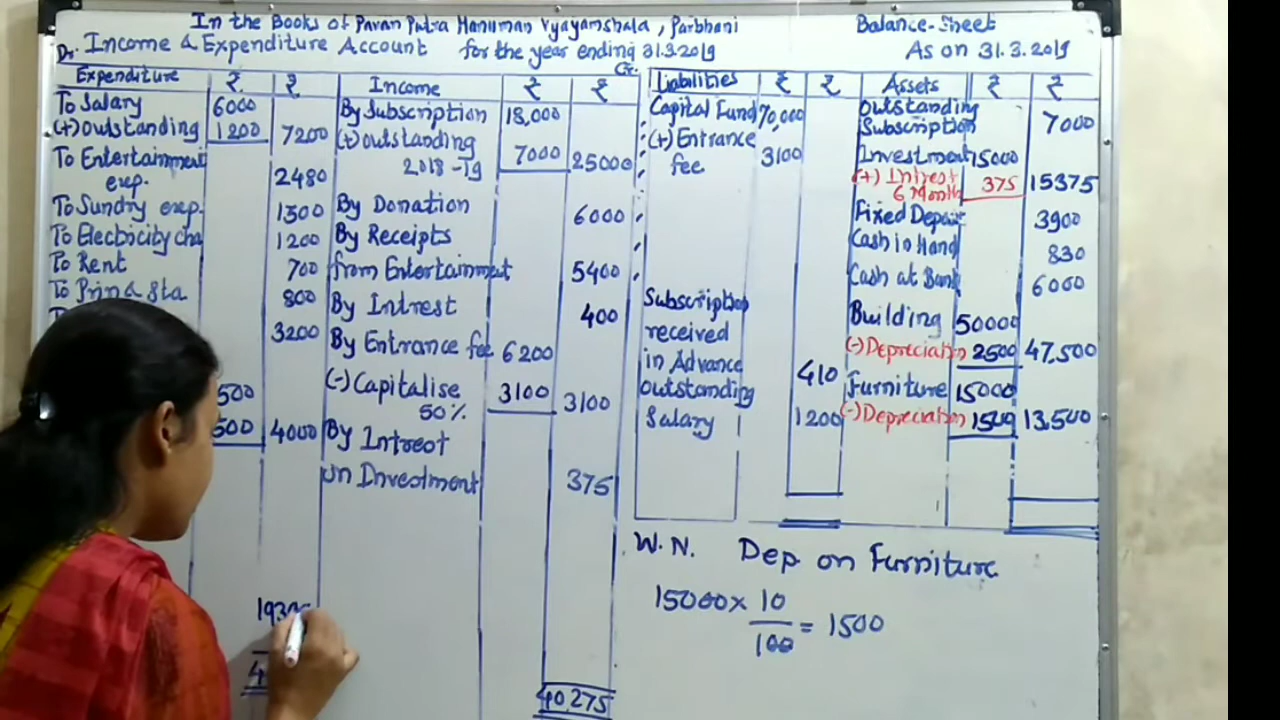 In the Books of Pavan Putra Hanuman Vyayamshala, Parbhani
Balance-Sheet
Dr. Income & Expenditure Account for the year ending 31.3.2019 Cr.
As on 31.3.2019
Expenditure ₹ ₹ Income ₹ ₹
To Salary 6000 By Subscription 18,000
(+) Outstanding 1200 7200 (+) outstanding
2018-19 7000 25000
To Entertainment
exp. 2480
To Sundry exp. 1500 By Donation 6000
To Electricity cha 1200 By Receipts
To Rent 700 from Entertainment 5400
To Prin & Sta 800 By Intrest 400
3200 By Entrance fee 6200
500 (-) Capitalise
50% 3100 3100
500 4000 By Intrest
on Investment 375
40,275
Liabilities ₹ ₹ Assets ₹ ₹
Capital Fund 70,000
(+) Entrance
fee 3100
Subscription
received
in Advance 410
outstanding
Salary 1200
Outstanding
Subscription 7000
Investment 15000
(+) Intrest
6 Month 375 15375
Fixed Deposit 3900
Cash in Hand 830
Cash at Bank 6000
Building 50000
(-) Depreciation 2500 47,500
Furniture 15000
(-) Depreciation 1500 13,500
W.N. Dep on Furniture
15000 × 10
100 = 1500